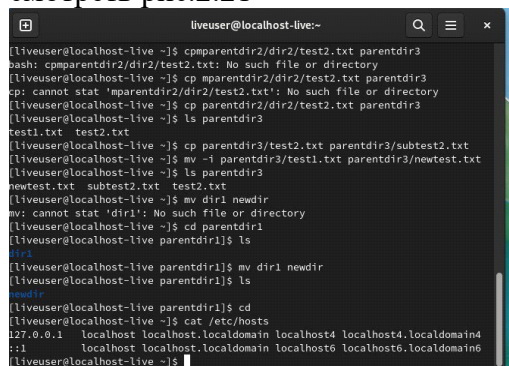 liveuser@localhost-live:~
[liveuser@localhost-live ~]$ cpmparentdir2/dir2/test2.txt parentdir3
bash: cpmparentdir2/dir2/test2.txt: No such file or directory
[liveuser@localhost-live ~]$ cp mparentdir2/dir2/test2.txt parentdir3
cp: cannot stat 'mparentdir2/dir2/test2.txt': No such file or directory
[liveuser@localhost-live ~]$ cp parentdir2/dir2/test2.txt parentdir3
[liveuser@localhost-live ~]$ ls parentdir3
test1.txt  test2.txt
[liveuser@localhost-live ~]$ cp parentdir3/test2.txt parentdir3/subtest2.txt
[liveuser@localhost-live ~]$ mv -i parentdir3/test1.txt parentdir3/newtest.txt
[liveuser@localhost-live ~]$ ls parentdir3
newtest.txt  subtest2.txt  test2.txt
[liveuser@localhost-live ~]$ mv dir1 newdir
mv: cannot stat 'dir1': No such file or directory
[liveuser@localhost-live ~]$ cd parentdir1
[liveuser@localhost-live parentdir1]$ ls
dir1
[liveuser@localhost-live parentdir1]$ mv dir1 newdir
[liveuser@localhost-live parentdir1]$ ls
newdir
[liveuser@localhost-live parentdir1]$ cd
[liveuser@localhost-live ~]$ cat /etc/hosts
127.0.0.1   localhost localhost.localdomain localhost4 localhost4.localdomain4
::1         localhost localhost.localdomain localhost6 localhost6.localdomain6
[liveuser@localhost-live ~]$